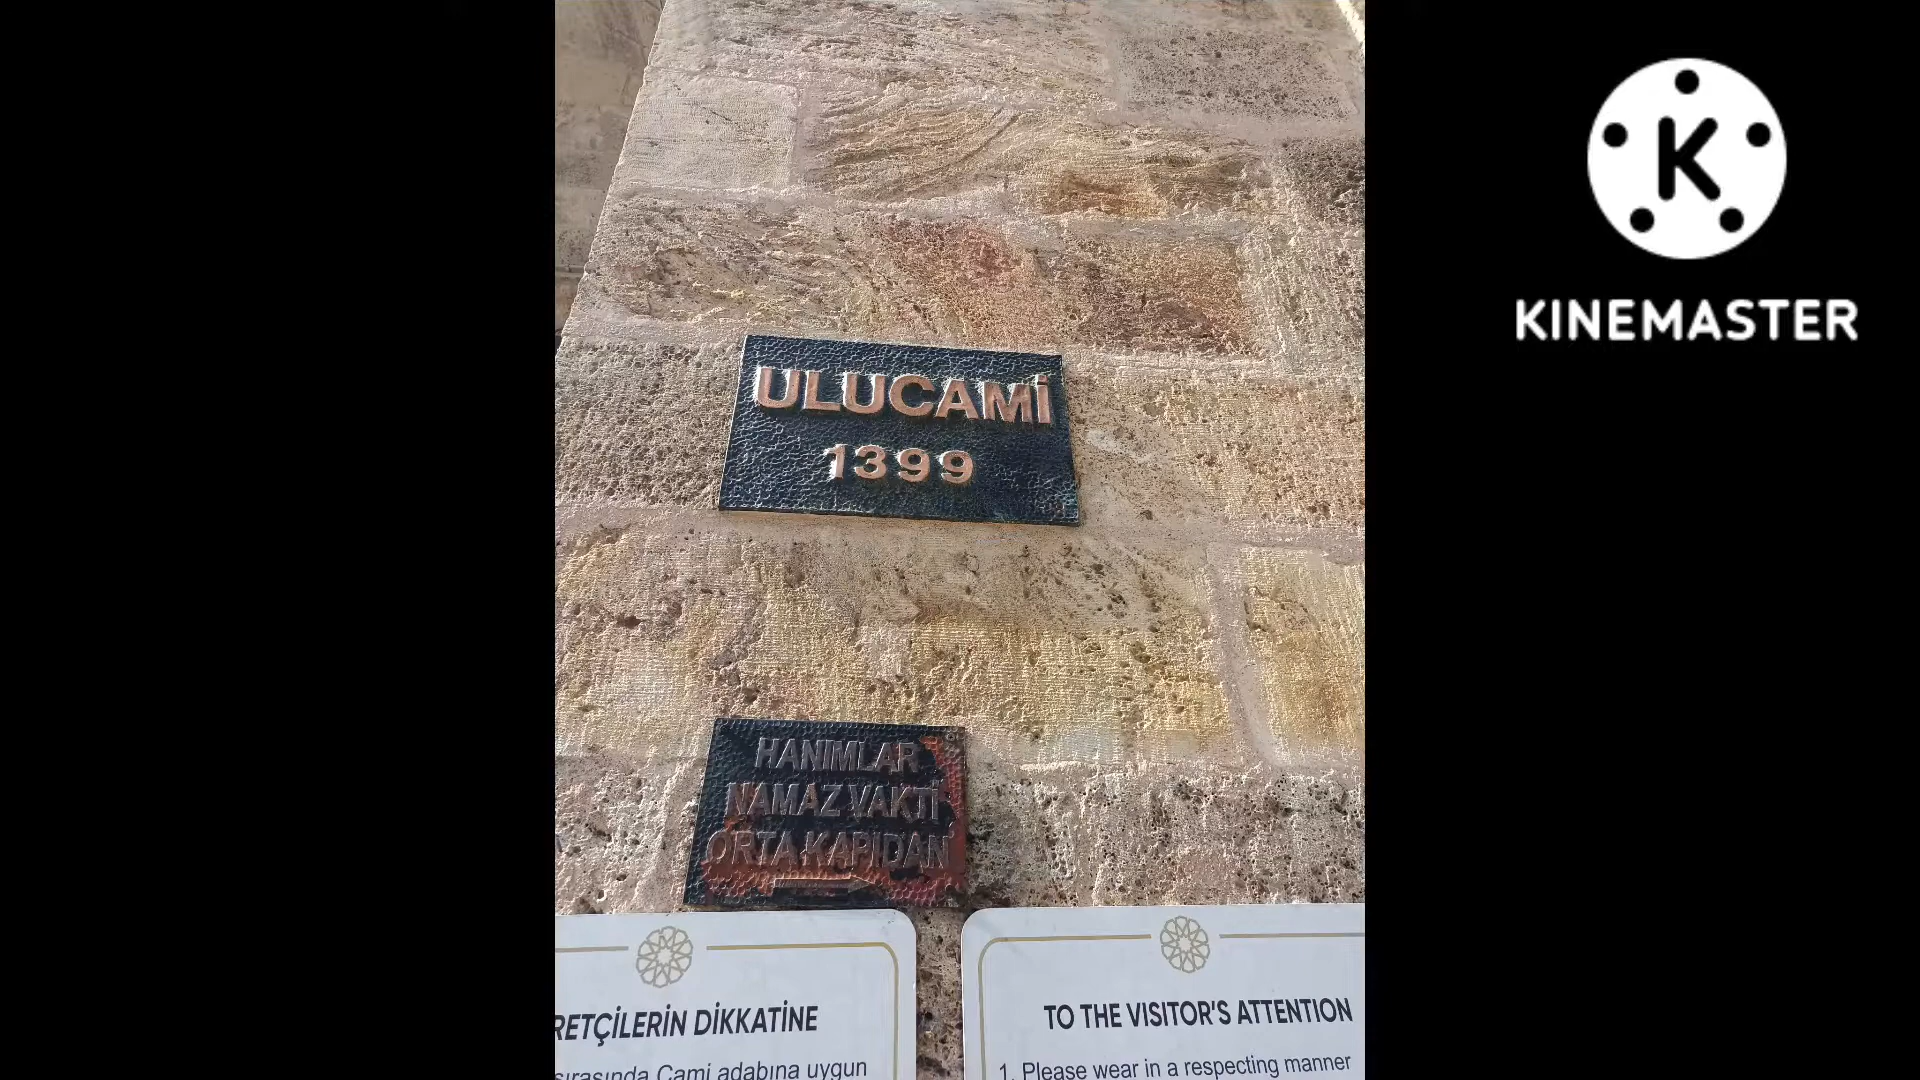 KINEMASTER
ULUCAMİ
1399
HANIMLAR
NAMAZ VAKTİ
ORTA KAPIDAN
RETÇİLERİN DİKKATİNE
sırasında Cami adabına uygun
TO THE VISITOR'S ATTENTION
1. Please wear in a respecting manner